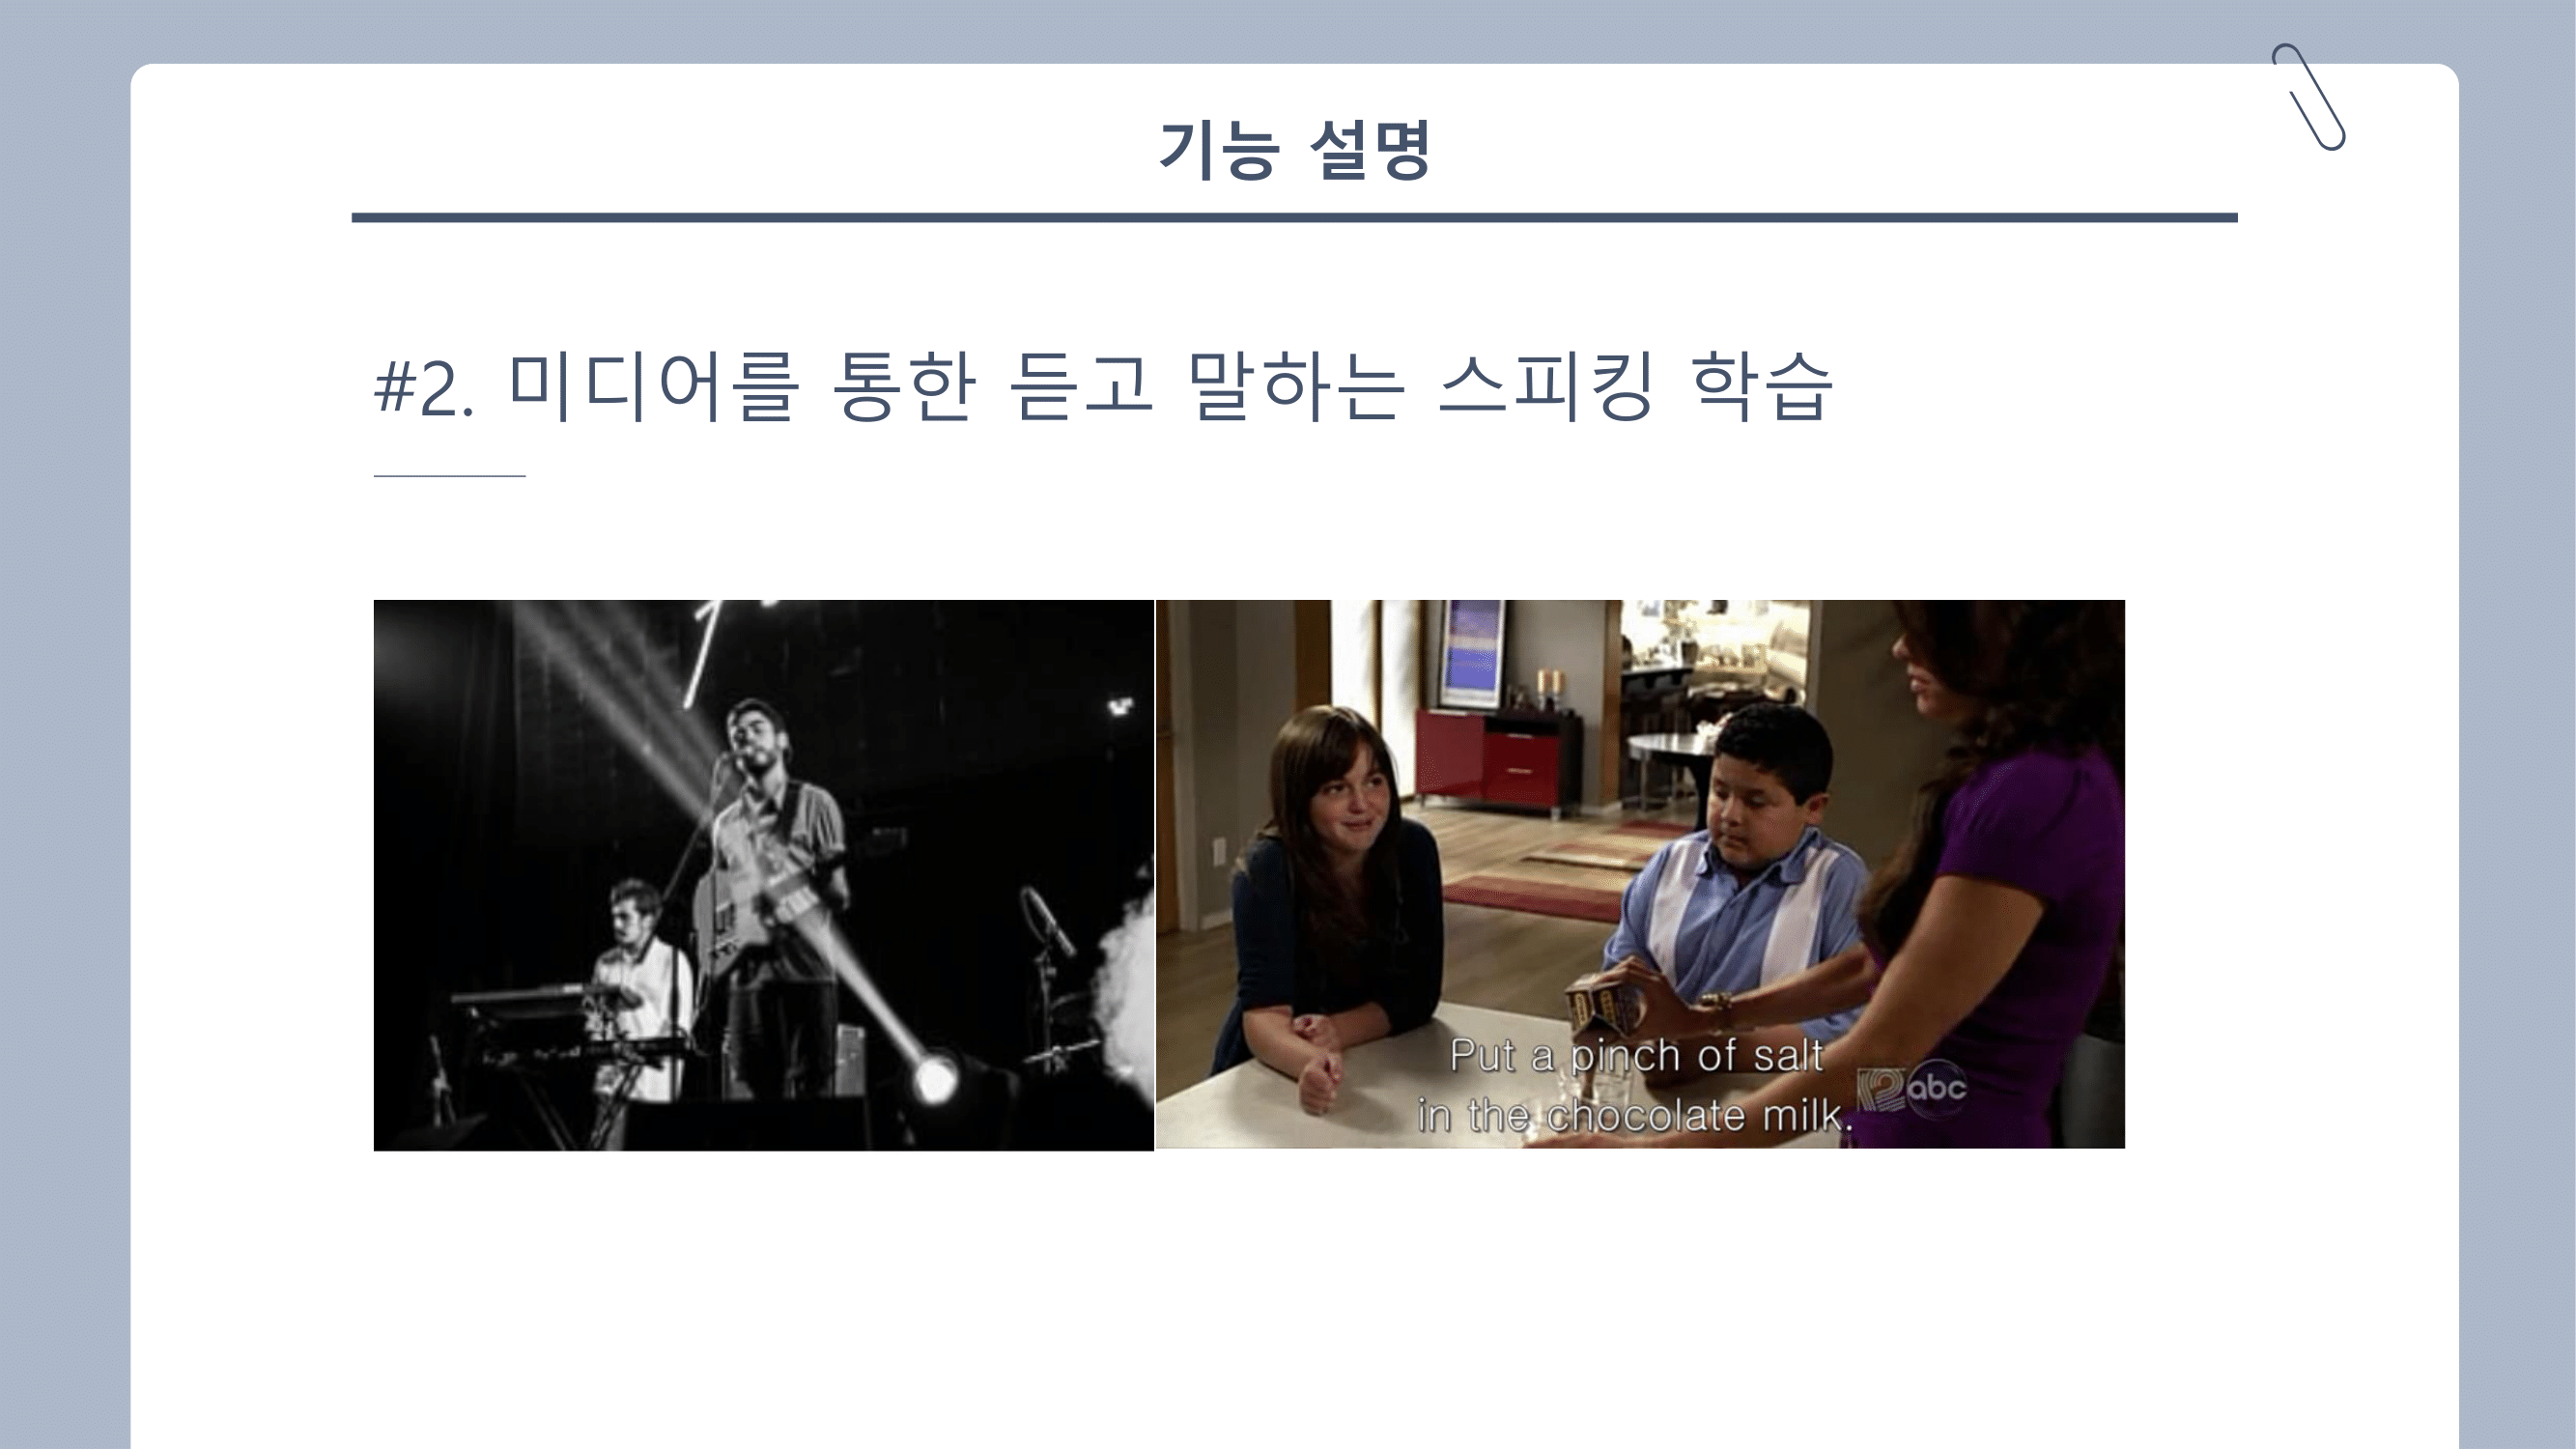 기능 설명
#2. 미디어를 통한 듣고 말하는 스피킹 학습
Put a pinch of salt
in the chocolate milk.
12 abc